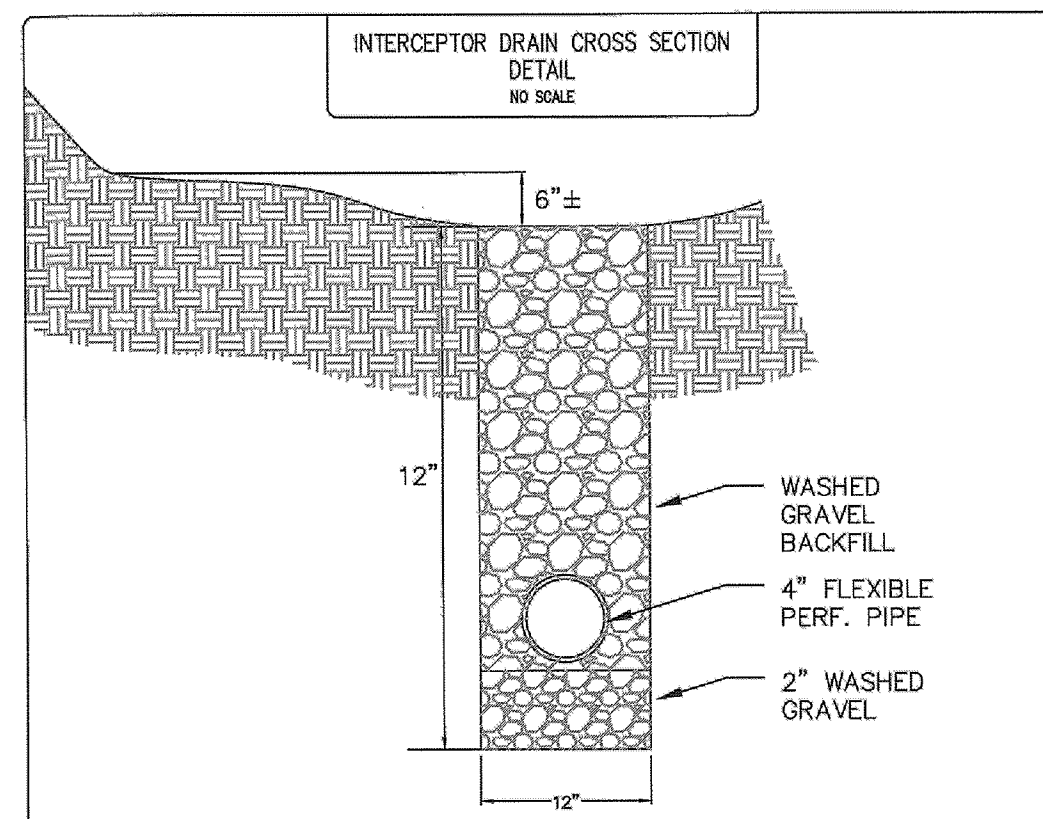 INTERCEPTOR DRAIN CROSS SECTION
DETAIL
NO SCALE
6"±
12"
WASHED
GRAVEL
BACKFILL
4" FLEXIBLE
PERF. PIPE
2" WASHED
GRAVEL
12"